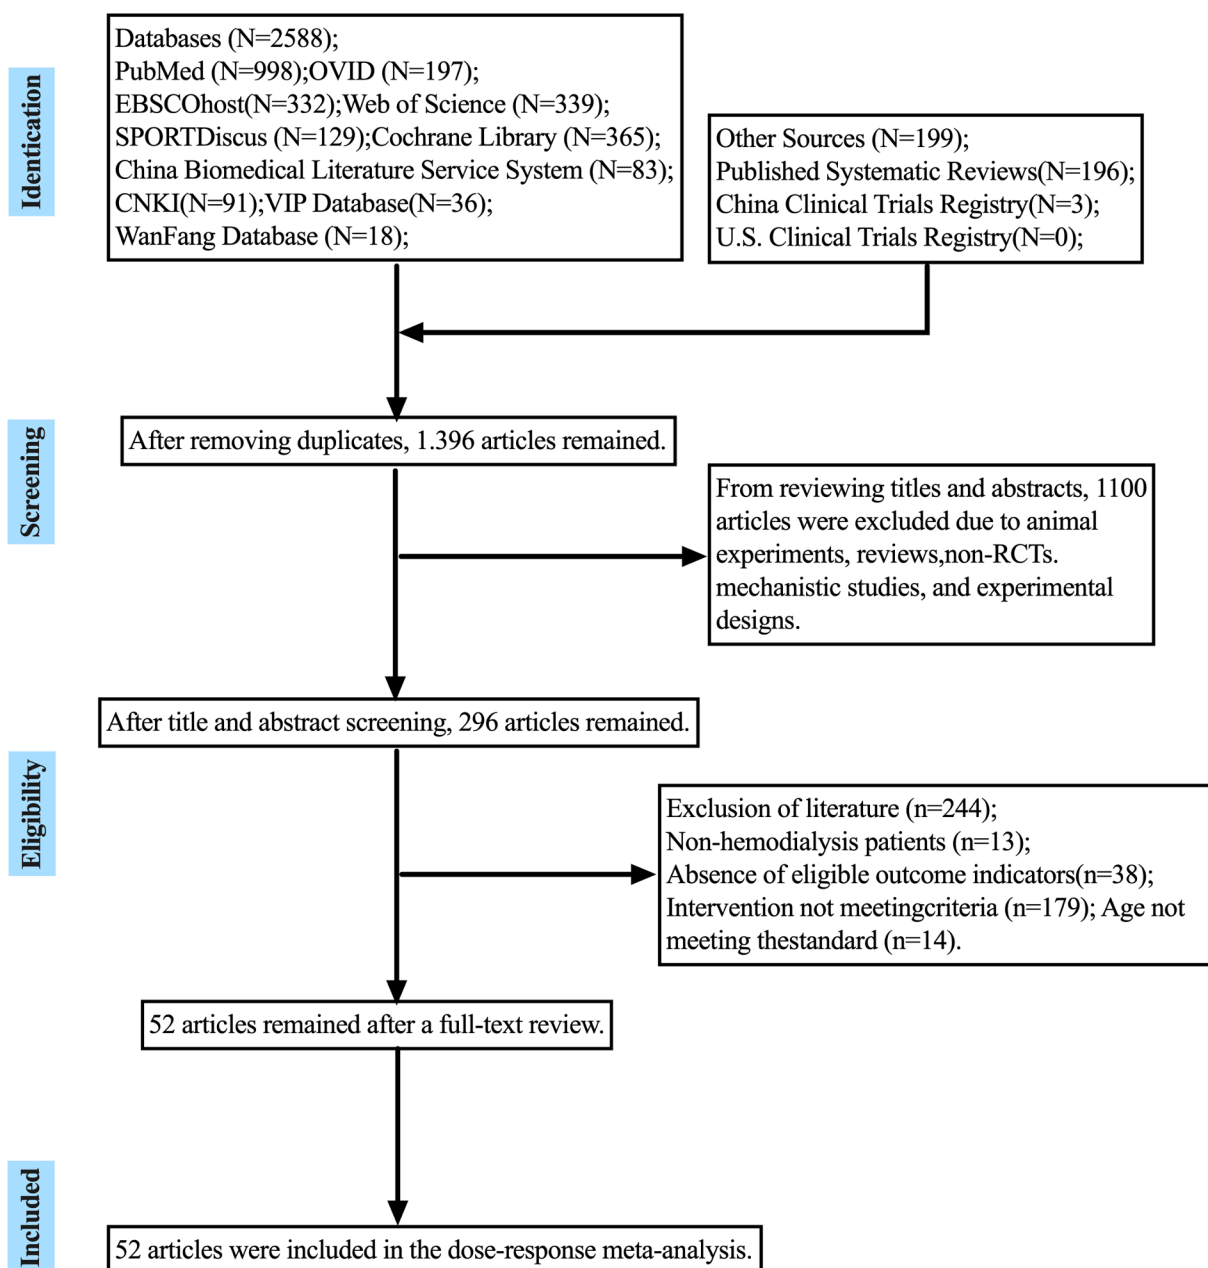 Identication
Databases (N=2588);
PubMed (N=998);OVID (N=197);
EBSCOhost(N=332);Web of Science (N=339);
SPORTDiscus (N=129);Cochrane Library (N=365);
China Biomedical Literature Service System (N=83);
CNKI(N=91);VIP Database(N=36);
WanFang Database (N=18);
Other Sources (N=199);
Published Systematic Reviews(N=196);
China Clinical Trials Registry(N=3);
U.S. Clinical Trials Registry(N=0);
Screening
After removing duplicates, 1.396 articles remained.
From reviewing titles and abstracts, 1100
articles were excluded due to animal
experiments, reviews,non-RCTs.
mechanistic studies, and experimental
designs.
After title and abstract screening, 296 articles remained.
Eligibility
Exclusion of literature (n=244);
Non-hemodialysis patients (n=13);
Absence of eligible outcome indicators(n=38);
Intervention not meetingcriteria (n=179); Age not
meeting thestandard (n=14).
52 articles remained after a full-text review.
Included
52 articles were included in the dose-response meta-analysis.